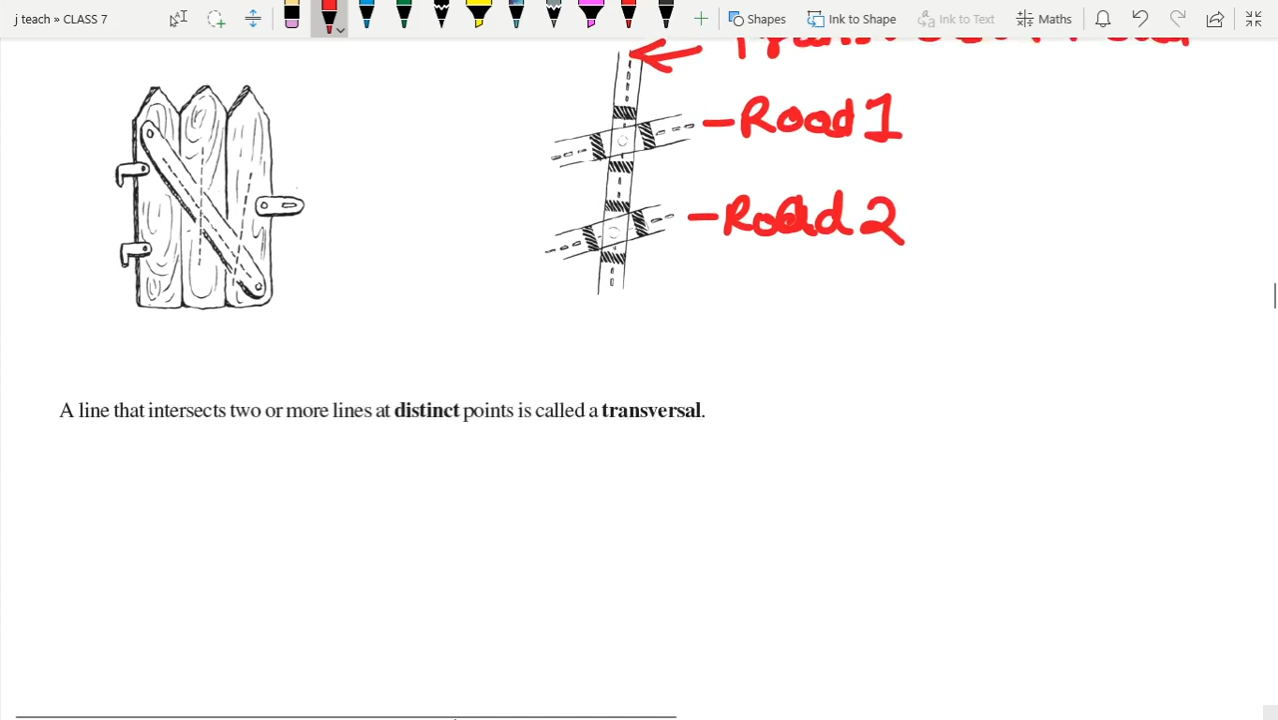 j teach » CLASS 7
Shapes
Ink to Shape
Ink to Text
Maths
Road 1
Road 2
A line that intersects two or more lines at distinct points is called a transversal.